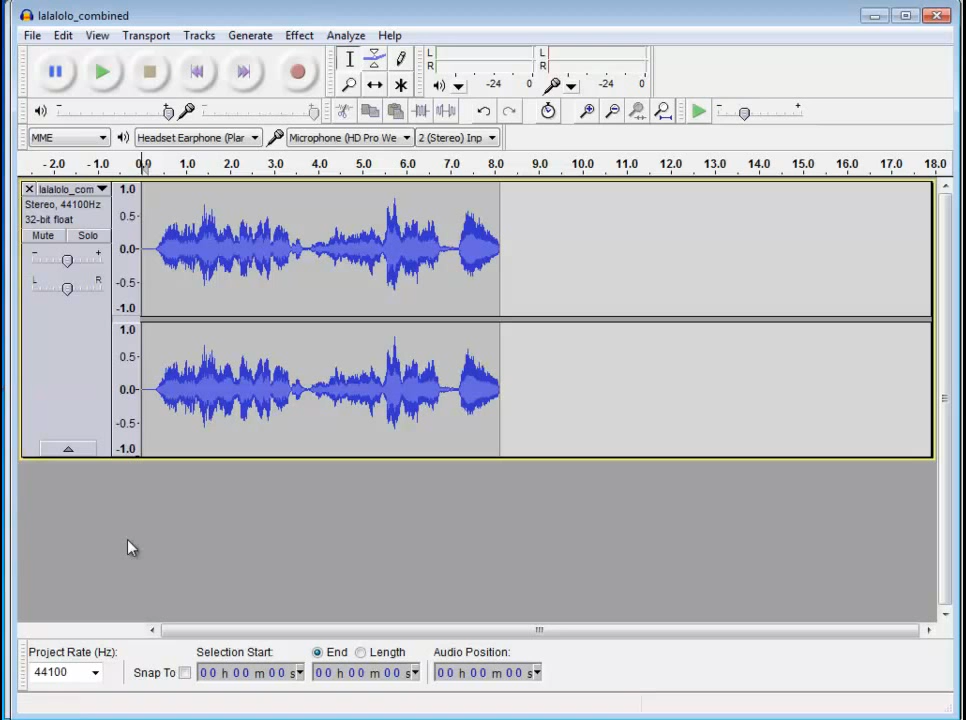 lalalolo_combined
File Edit View Transport Tracks Generate Effect Analyze Help
L
R
-24 0
L
R
-24 0
- +
MME
Headset Earphone (Plar
Microphone (HD Pro We
2 (Stereo) Inp
- 2.0 - 1.0 0.0 1.0 2.0 3.0 4.0 5.0 6.0 7.0 8.0 9.0 10.0 11.0 12.0 13.0 14.0 15.0 16.0 17.0 18.0
lalalolo_com
Stereo, 44100Hz
32-bit float
Mute Solo
- +
L R
1.0
0.5-
0.0-
-0.5-
-1.0
1.0
0.5-
0.0-
-0.5-
-1.0
Project Rate (Hz):
44100
Snap To
Selection Start:
00 h 00 m 00 s
End Length
00 h 00 m 00 s
Audio Position:
00 h 00 m 00 s